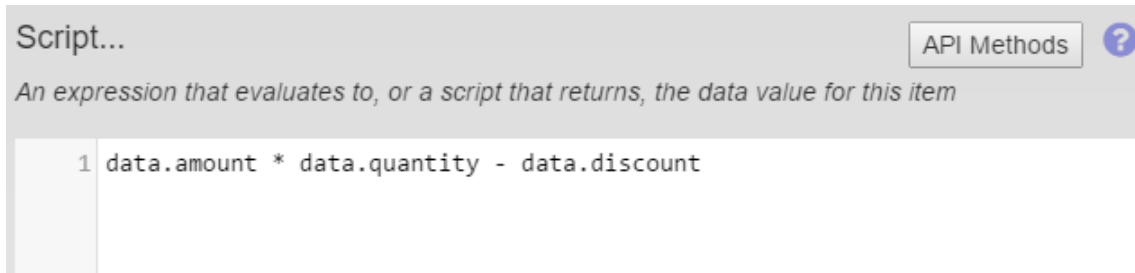 Script...
API Methods
?
An expression that evaluates to, or a script that returns, the data value for this item
1 data.amount * data.quantity - data.discount